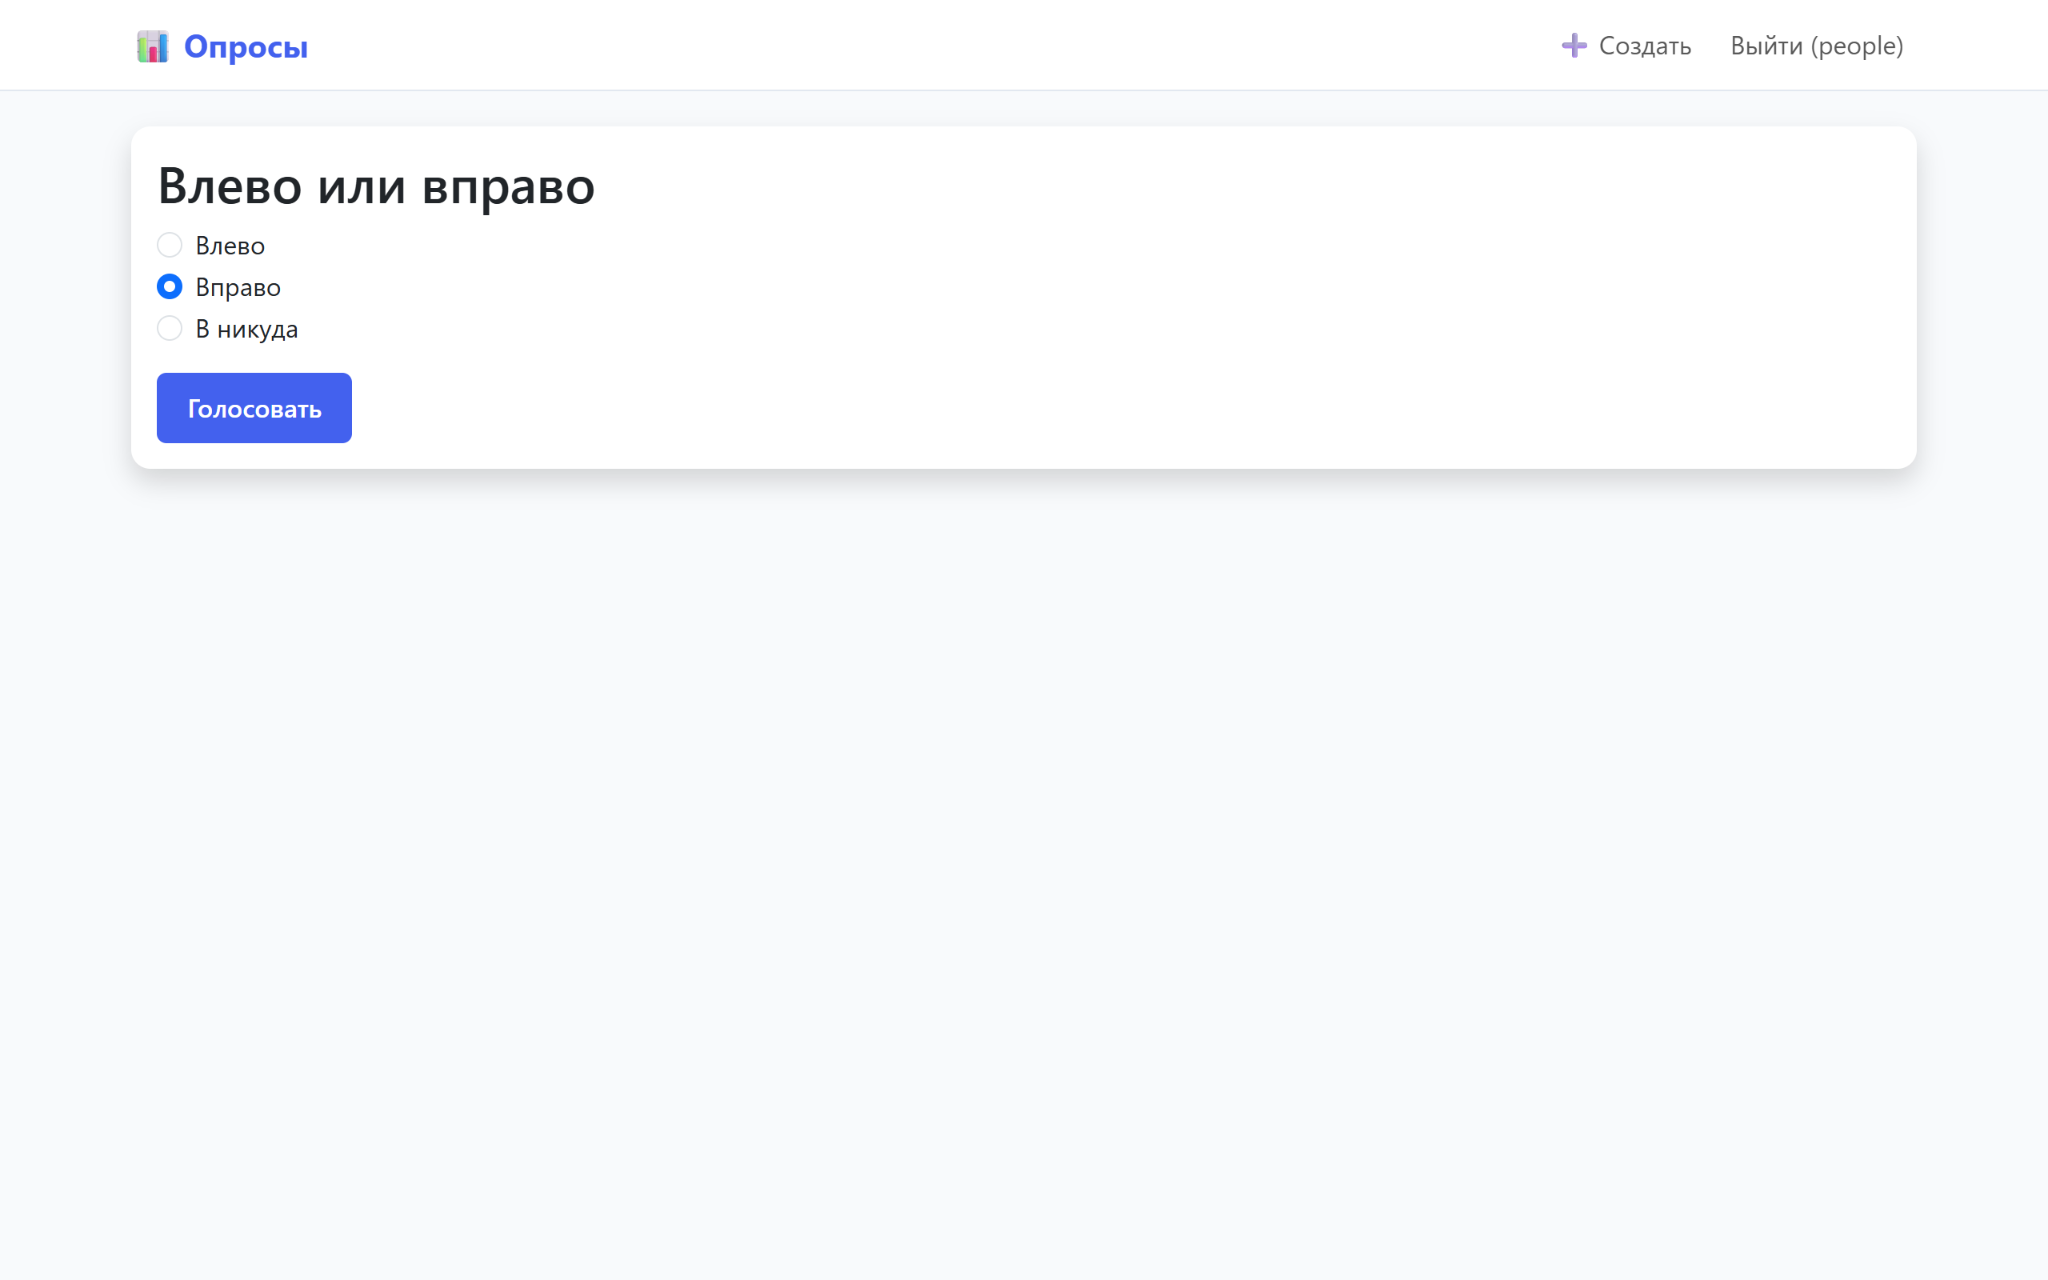 Опросы
Создать Выйти (people)
Влево или вправо
Влево
Вправо
В никуда
Голосовать